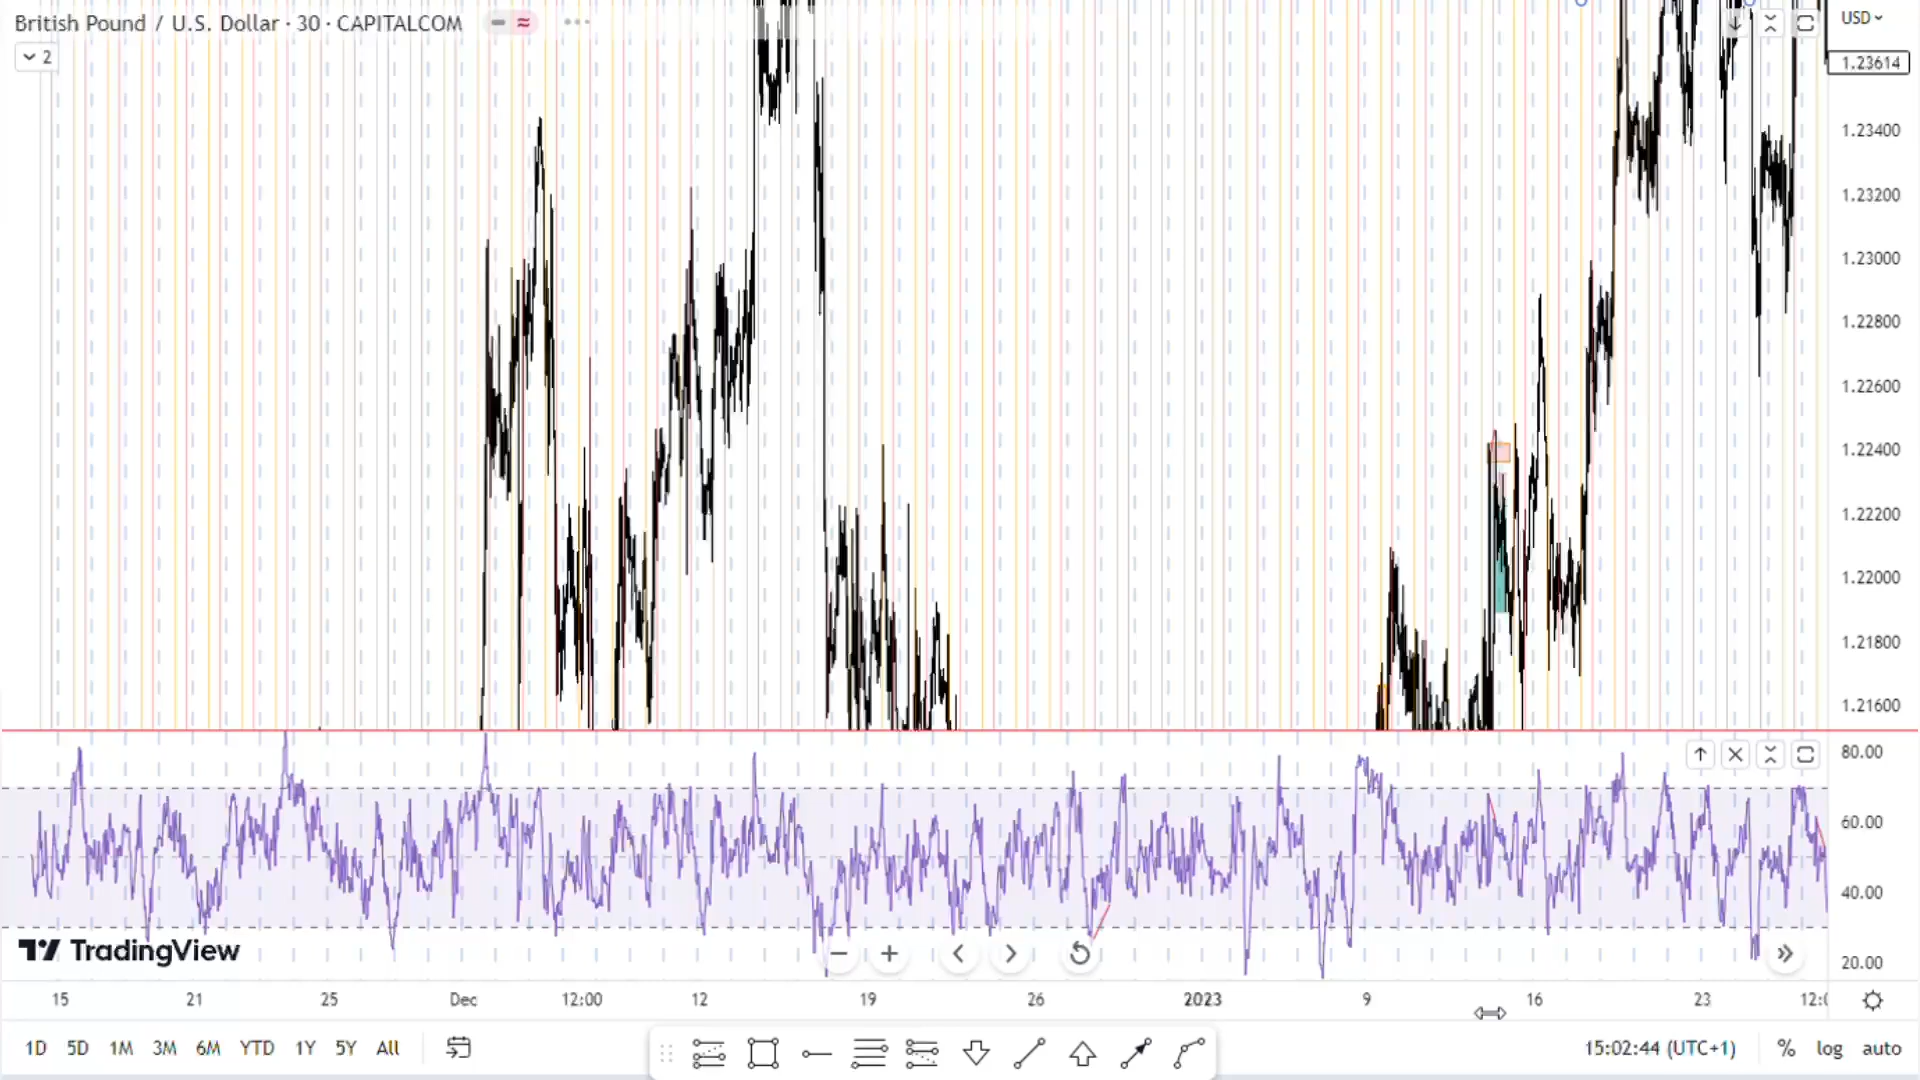 British Pound / U.S. Dollar · 30 · CAPITALCOM
USD
2
1.23614
1.23400
1.23200
1.23000
1.22800
1.22600
1.22400
1.22200
1.22000
1.21800
1.21600
80.00
60.00
40.00
20.00
TradingView
15 21 25 Dec 12:00 12 19 26 2023 9 16 23 12:0
1D 5D 1M 3M 6M YTD 1Y 5Y All
15:02:44 (UTC+1) % log auto